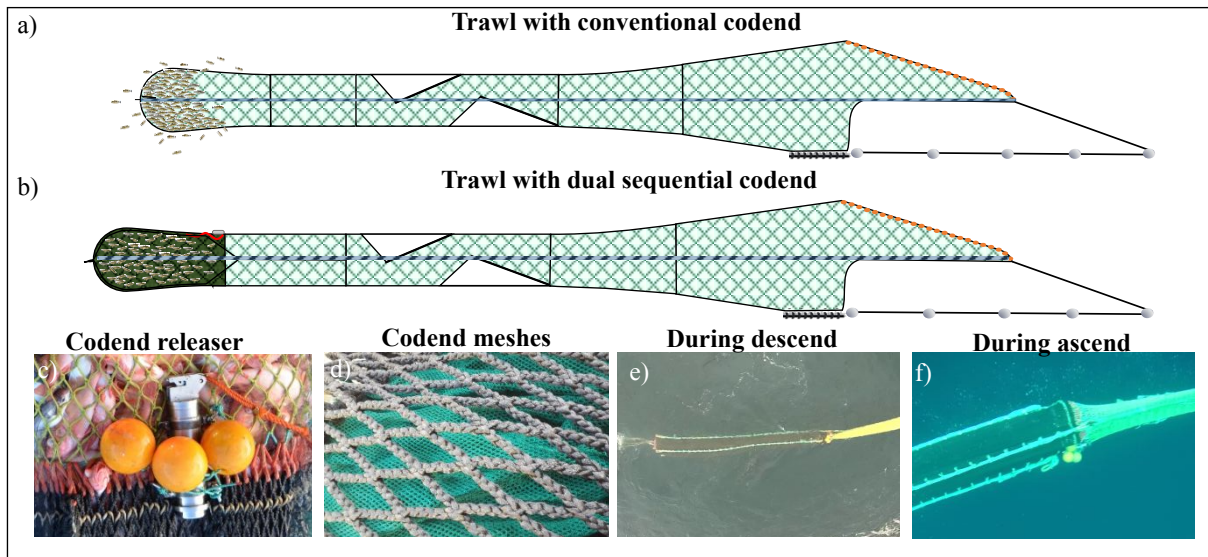 a)
Trawl with conventional codend
b)
Trawl with dual sequential codend
Codend releaser
Codend meshes
During descend
During ascend
c)
d)
e)
f)